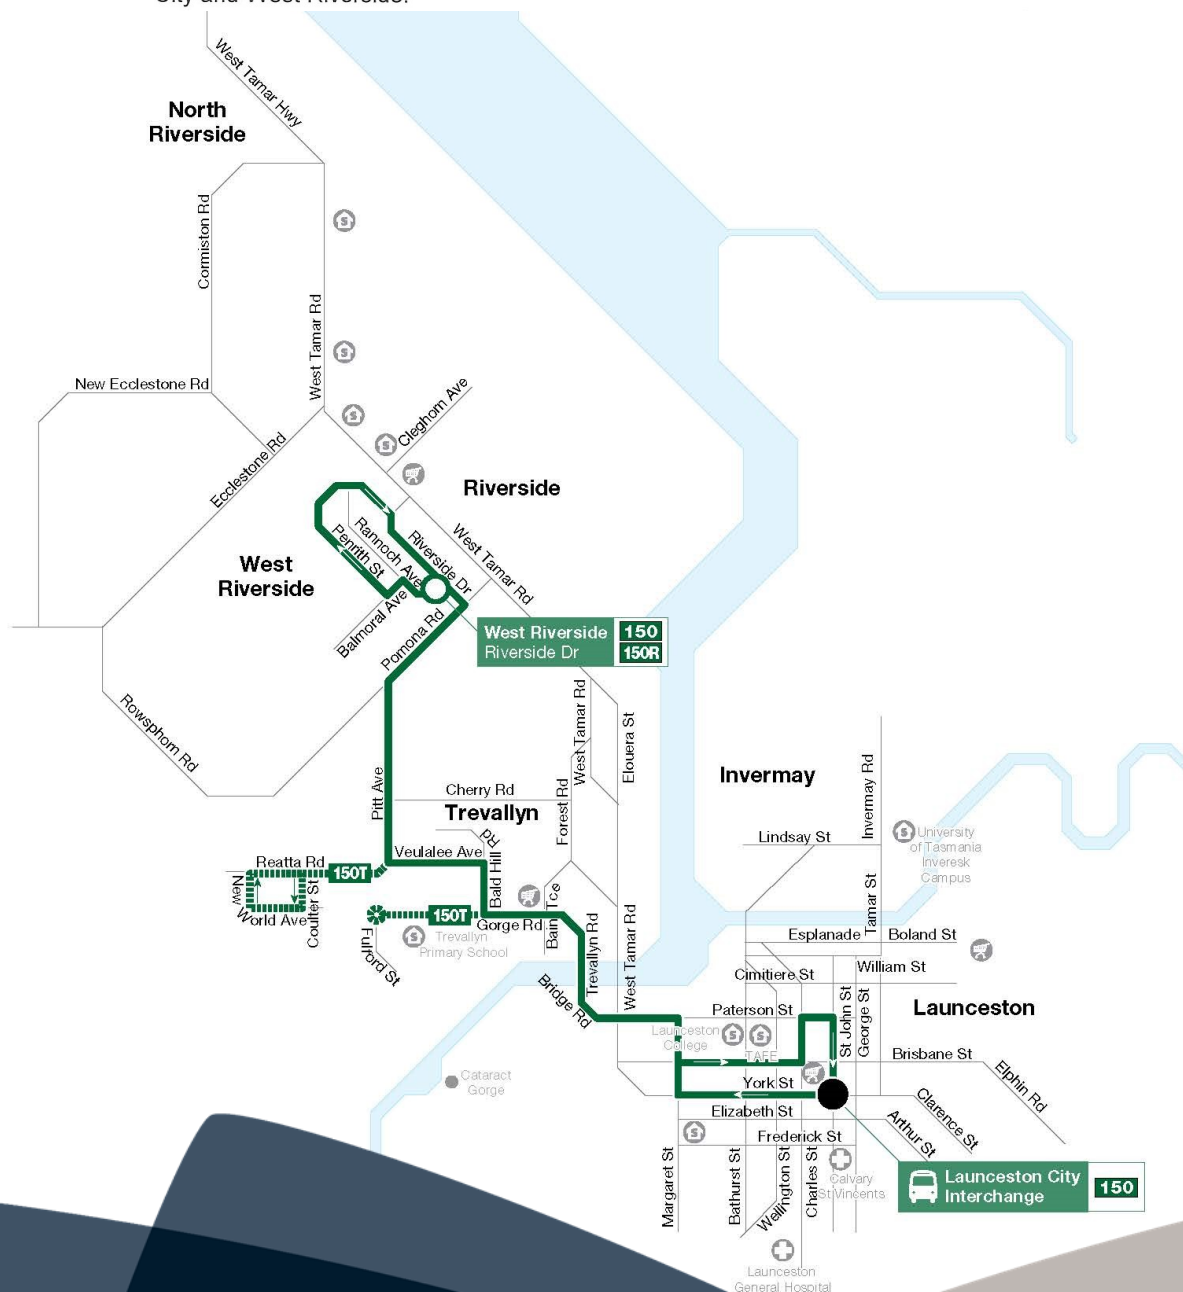 City and West Riverside.
West Tamar Hwy
North
Riverside
Cormiston Rd
West Tamar Rd
New Ecclestone Rd
Cleghorn Ave
Ecclestone Rd
Riverside
West Tamar Rd
Rannoch Ave
Riverside Dr
Penrith St
West
Riverside
Balmoral Ave
Pomona Rd
West Riverside 150
Riverside Dr 150R
Rowsphorn Rd
West Tamar Rd
Elouera St
Invermay
Invermay Rd
Pitt Ave
Cherry Rd
Trevallyn
Forest Rd
Lindsay St
University
of Tasmania
Inveresk
Campus
Veulalee Ave
Bald Hill Rd
Reatta Rd
150T
New
World Ave
Coulter St
150T
Gorge Rd
Bain Tce
Trevallyn
Primary School
Fulford St
Trevallyn Rd
West Tamar Rd
Tamar St
Esplanade
Boland St
Cimitiere St
William St
Bridge Rd
Paterson St
St John St
George St
Launceston
Launceston
College
TAFE
Brisbane St
Elphin Rd
Cataract
Gorge
York St
Clarence St
Elizabeth St
Arthur St
Frederick St
Margaret St
Bathurst St
Wellington St
Charles St
Calvary
St Vincents
Launceston City
Interchange
150
Launceston
General Hospital